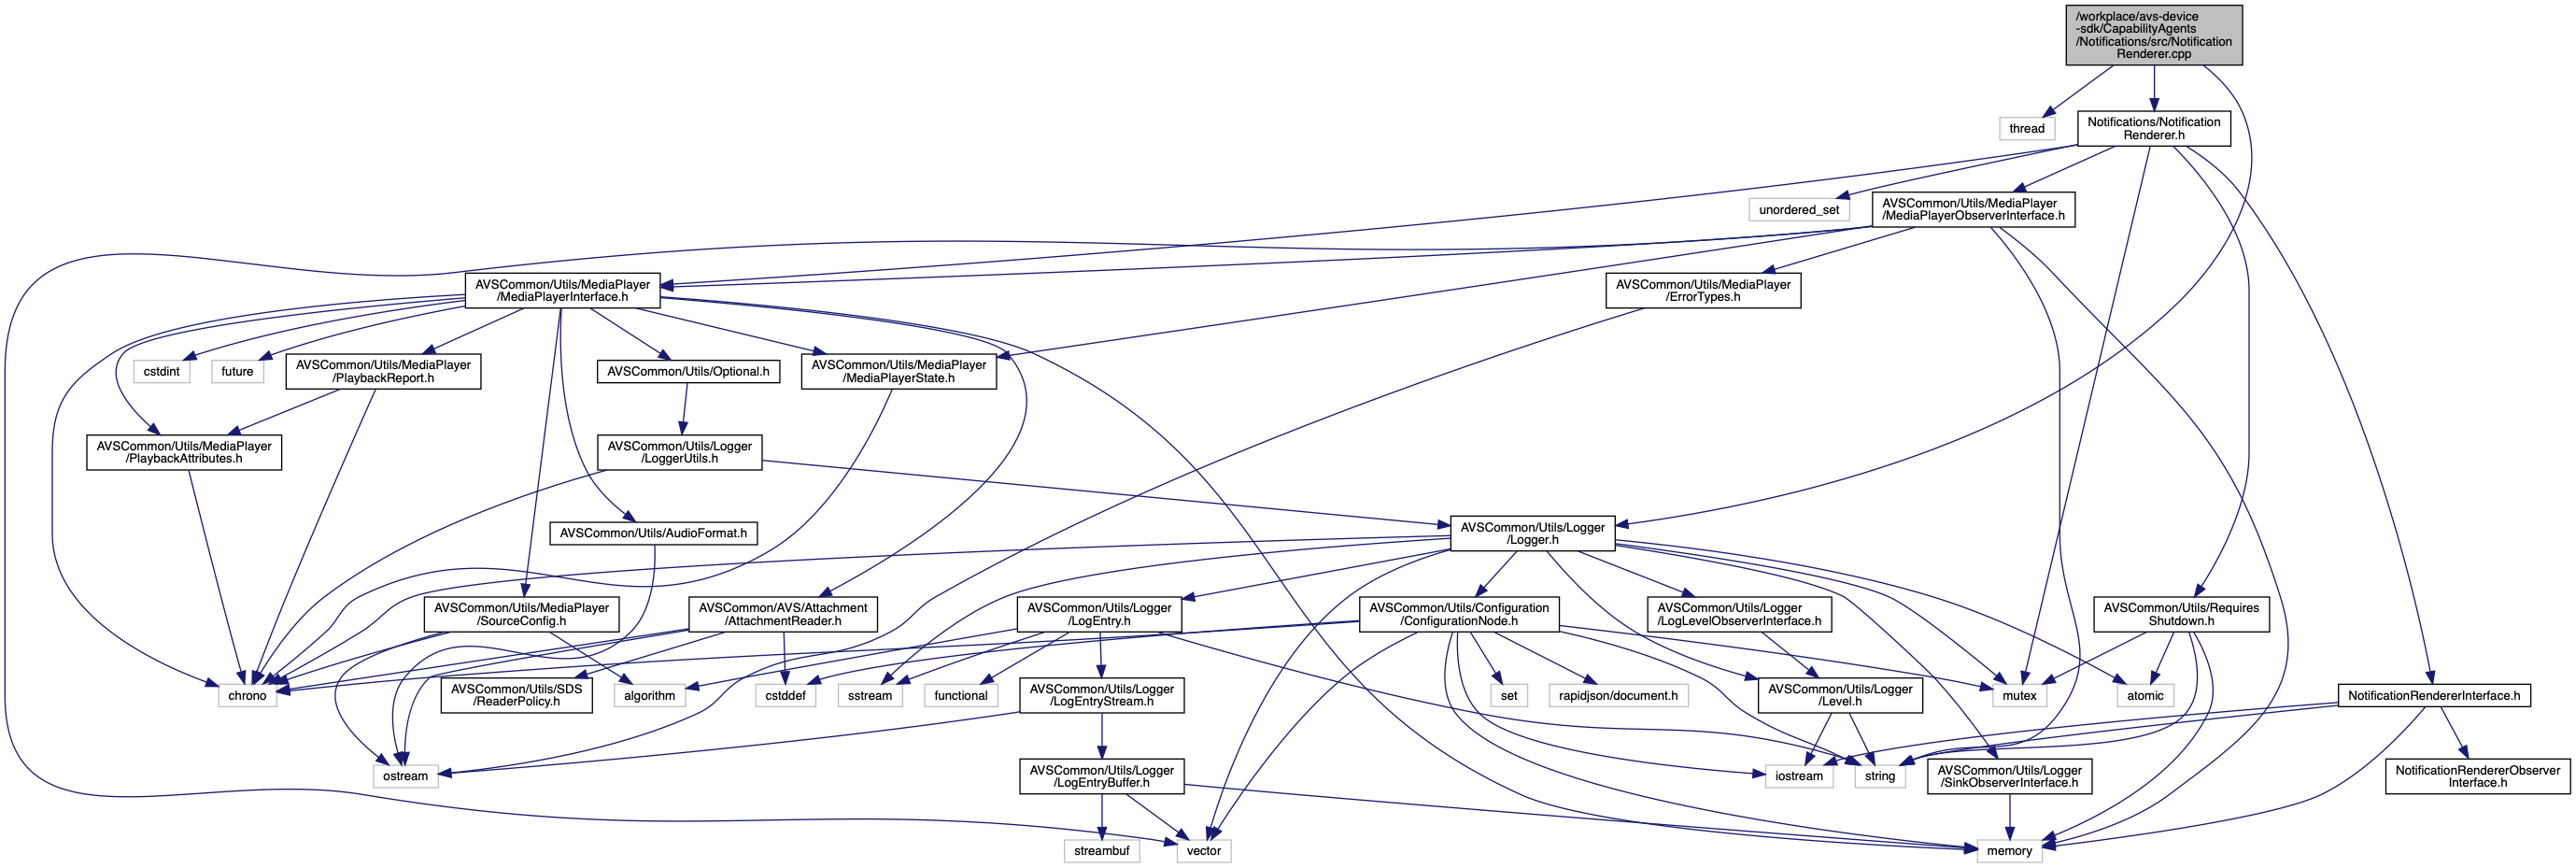 /workplace/avs-device
-sdk/CapabilityAgents
/Notifications/src/Notification
Renderer.cpp
thread
Notifications/Notification
Renderer.h
unordered_set
AVSCommon/Utils/MediaPlayer
/MediaPlayerObserverInterface.h
AVSCommon/Utils/MediaPlayer
/MediaPlayerInterface.h
AVSCommon/Utils/MediaPlayer
/ErrorTypes.h
cstdint
future
AVSCommon/Utils/MediaPlayer
/PlaybackReport.h
AVSCommon/Utils/Optional.h
AVSCommon/Utils/MediaPlayer
/MediaPlayerState.h
AVSCommon/Utils/MediaPlayer
/PlaybackAttributes.h
AVSCommon/Utils/Logger
/LoggerUtils.h
AVSCommon/Utils/AudioFormat.h
AVSCommon/Utils/Logger
/Logger.h
AVSCommon/Utils/MediaPlayer
/SourceConfig.h
AVSCommon/AVS/Attachment
/AttachmentReader.h
AVSCommon/Utils/Logger
/LogEntry.h
AVSCommon/Utils/Configuration
/ConfigurationNode.h
AVSCommon/Utils/Logger
/LogLevelObserverInterface.h
AVSCommon/Utils/Requires
Shutdown.h
chrono
AVSCommon/Utils/SDS
/ReaderPolicy.h
algorithm
cstddef
sstream
functional
AVSCommon/Utils/Logger
/LogEntryStream.h
set
rapidjson/document.h
AVSCommon/Utils/Logger
/Level.h
mutex
atomic
NotificationRendererInterface.h
ostream
AVSCommon/Utils/Logger
/LogEntryBuffer.h
iostream
string
AVSCommon/Utils/Logger
/SinkObserverInterface.h
NotificationRendererObserver
Interface.h
streambuf
vector
memory